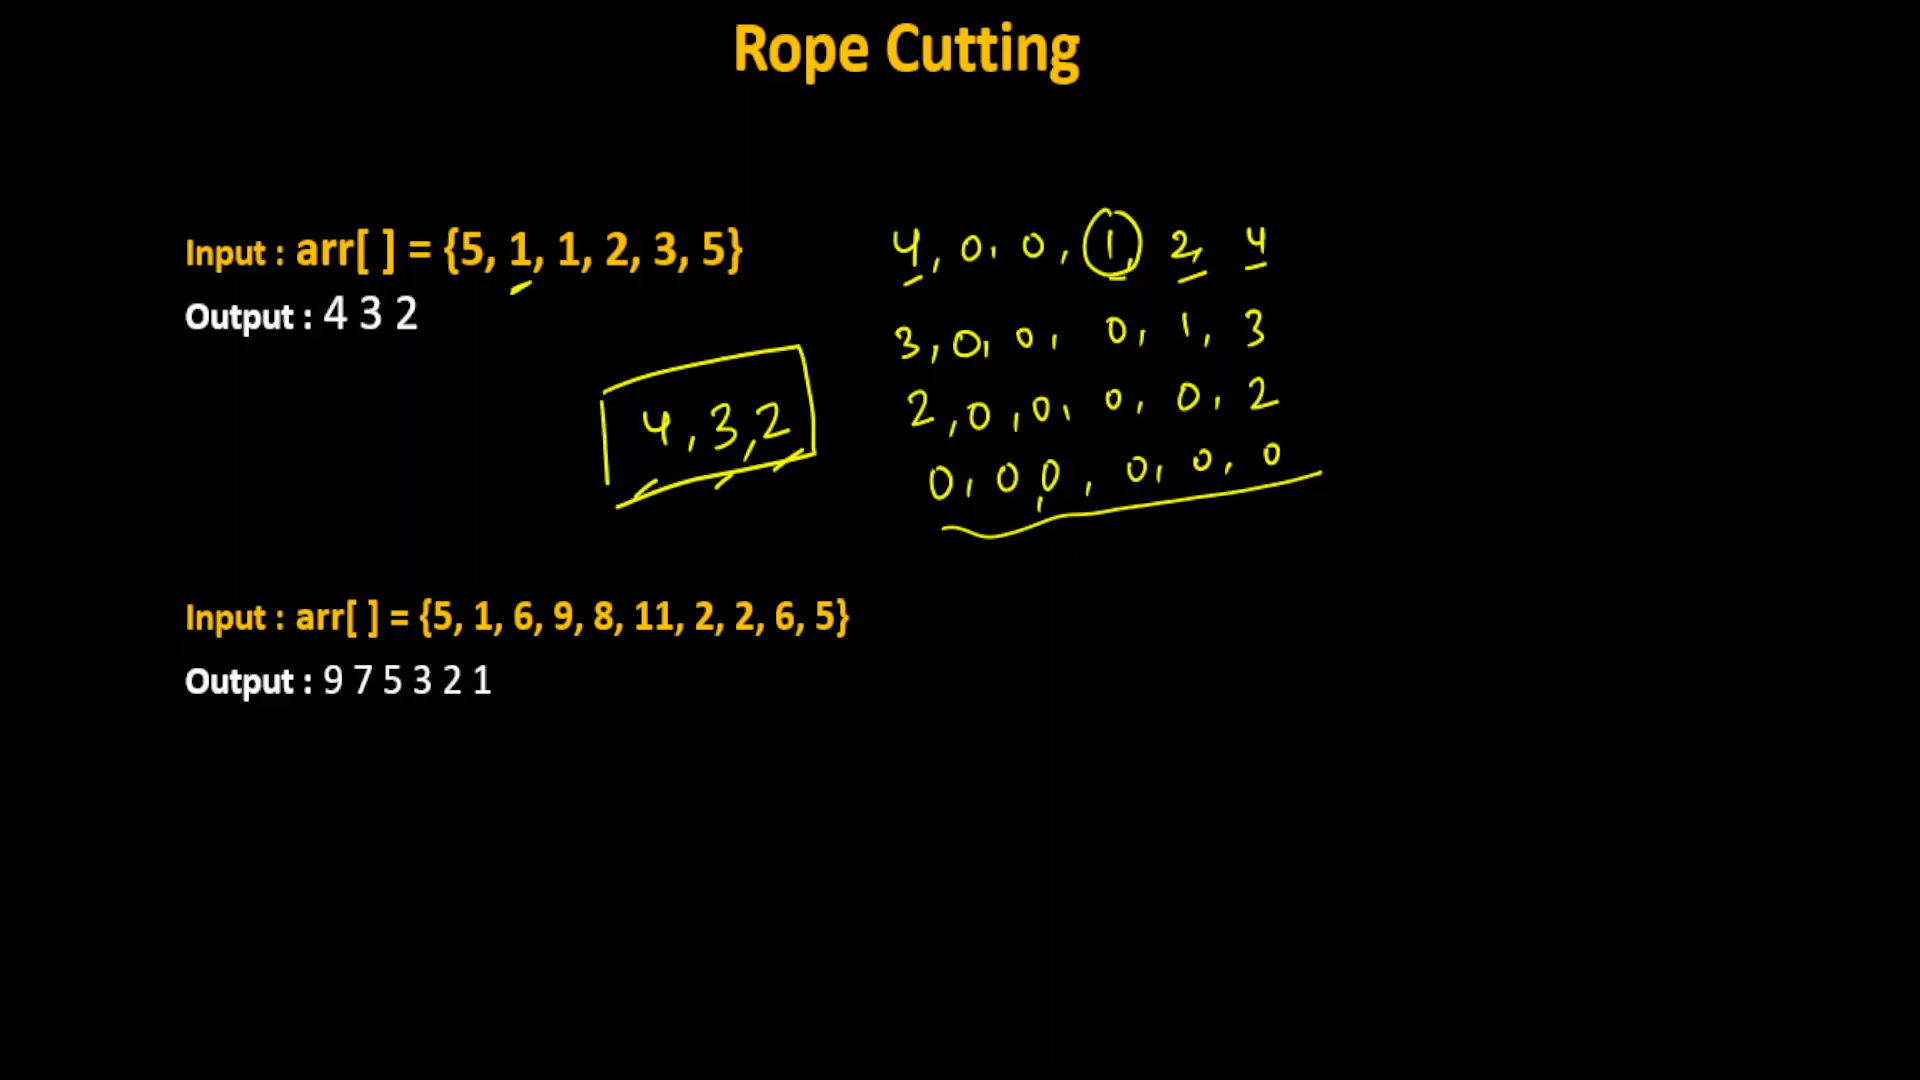 Rope Cutting
Input : arr[ ] = {5, 1, 1, 2, 3, 5}
Output : 4 3 2
4, 0, 0, 1, 2, 4
3, 0, 0, 0, 1, 3
2, 0, 0, 0, 0, 2
0, 0 0, 0, 0, 0
4, 3, 2
Input : arr[ ] = {5, 1, 6, 9, 8, 11, 2, 2, 6, 5}
Output : 9 7 5 3 2 1